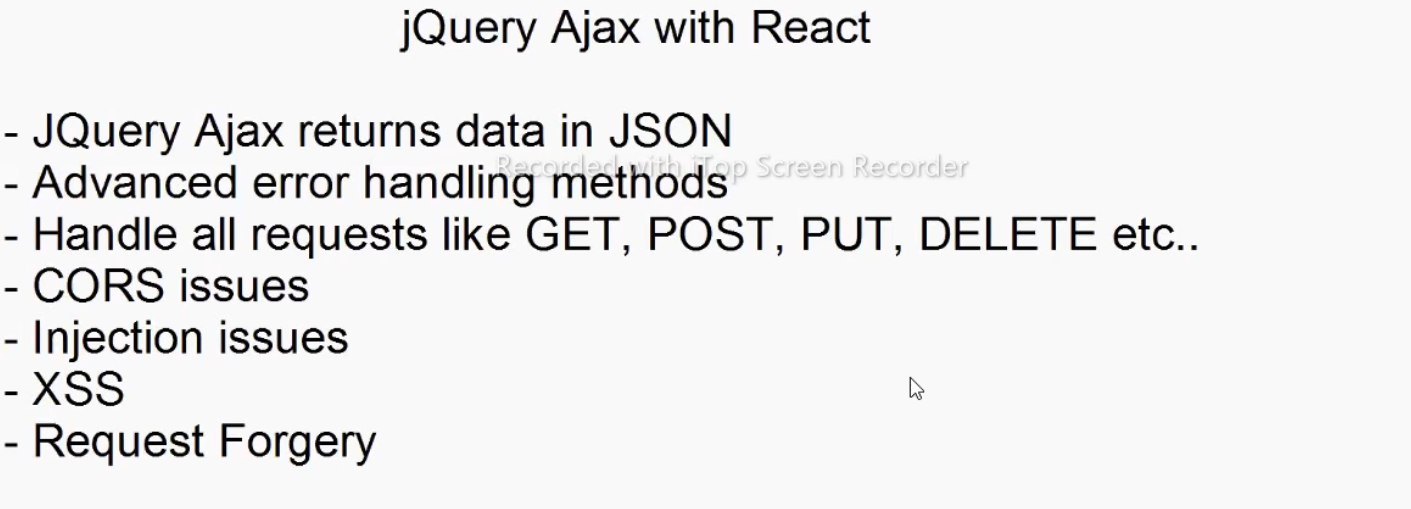 jQuery Ajax with React
- JQuery Ajax returns data in JSON
Recorded with iTop Screen Recorder
- Advanced error handling methods
- Handle all requests like GET, POST, PUT, DELETE etc..
- CORS issues
- Injection issues
- XSS
- Request Forgery